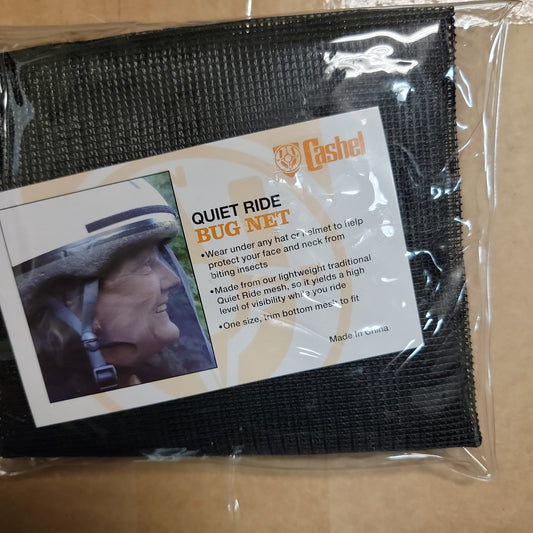 Cashel
QUIET RIDE
BUG NET
•Wear under any hat or helmet to help
protect your face and neck from
biting insects
•Made from our lightweight traditional
Quiet Ride mesh, so it yields a high
level of visibility while you ride
•One size, trim bottom mesh to fit
Made In China